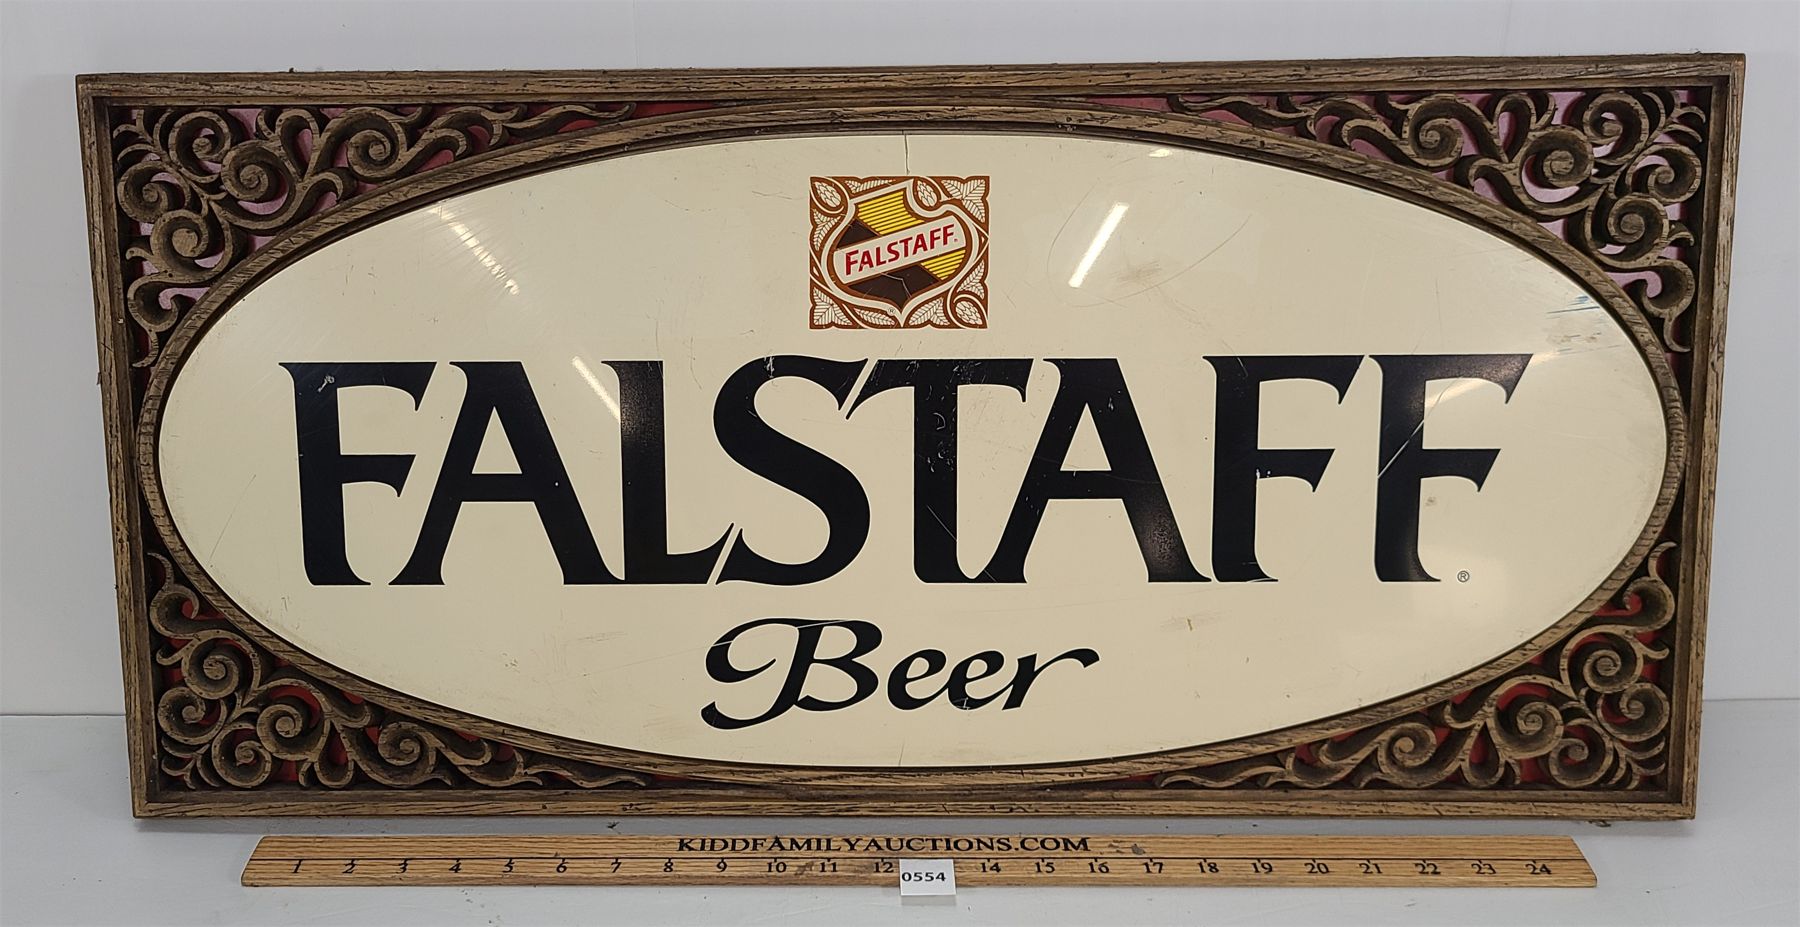 FALSTAFF®
FALSTAFF®
Beer
KIDDFAMILYAUCTIONS.COM
1 2 3 4 5 6 7 8 9 10 11 12 14 15 16 17 18 19 20 21 22 23 24
0554